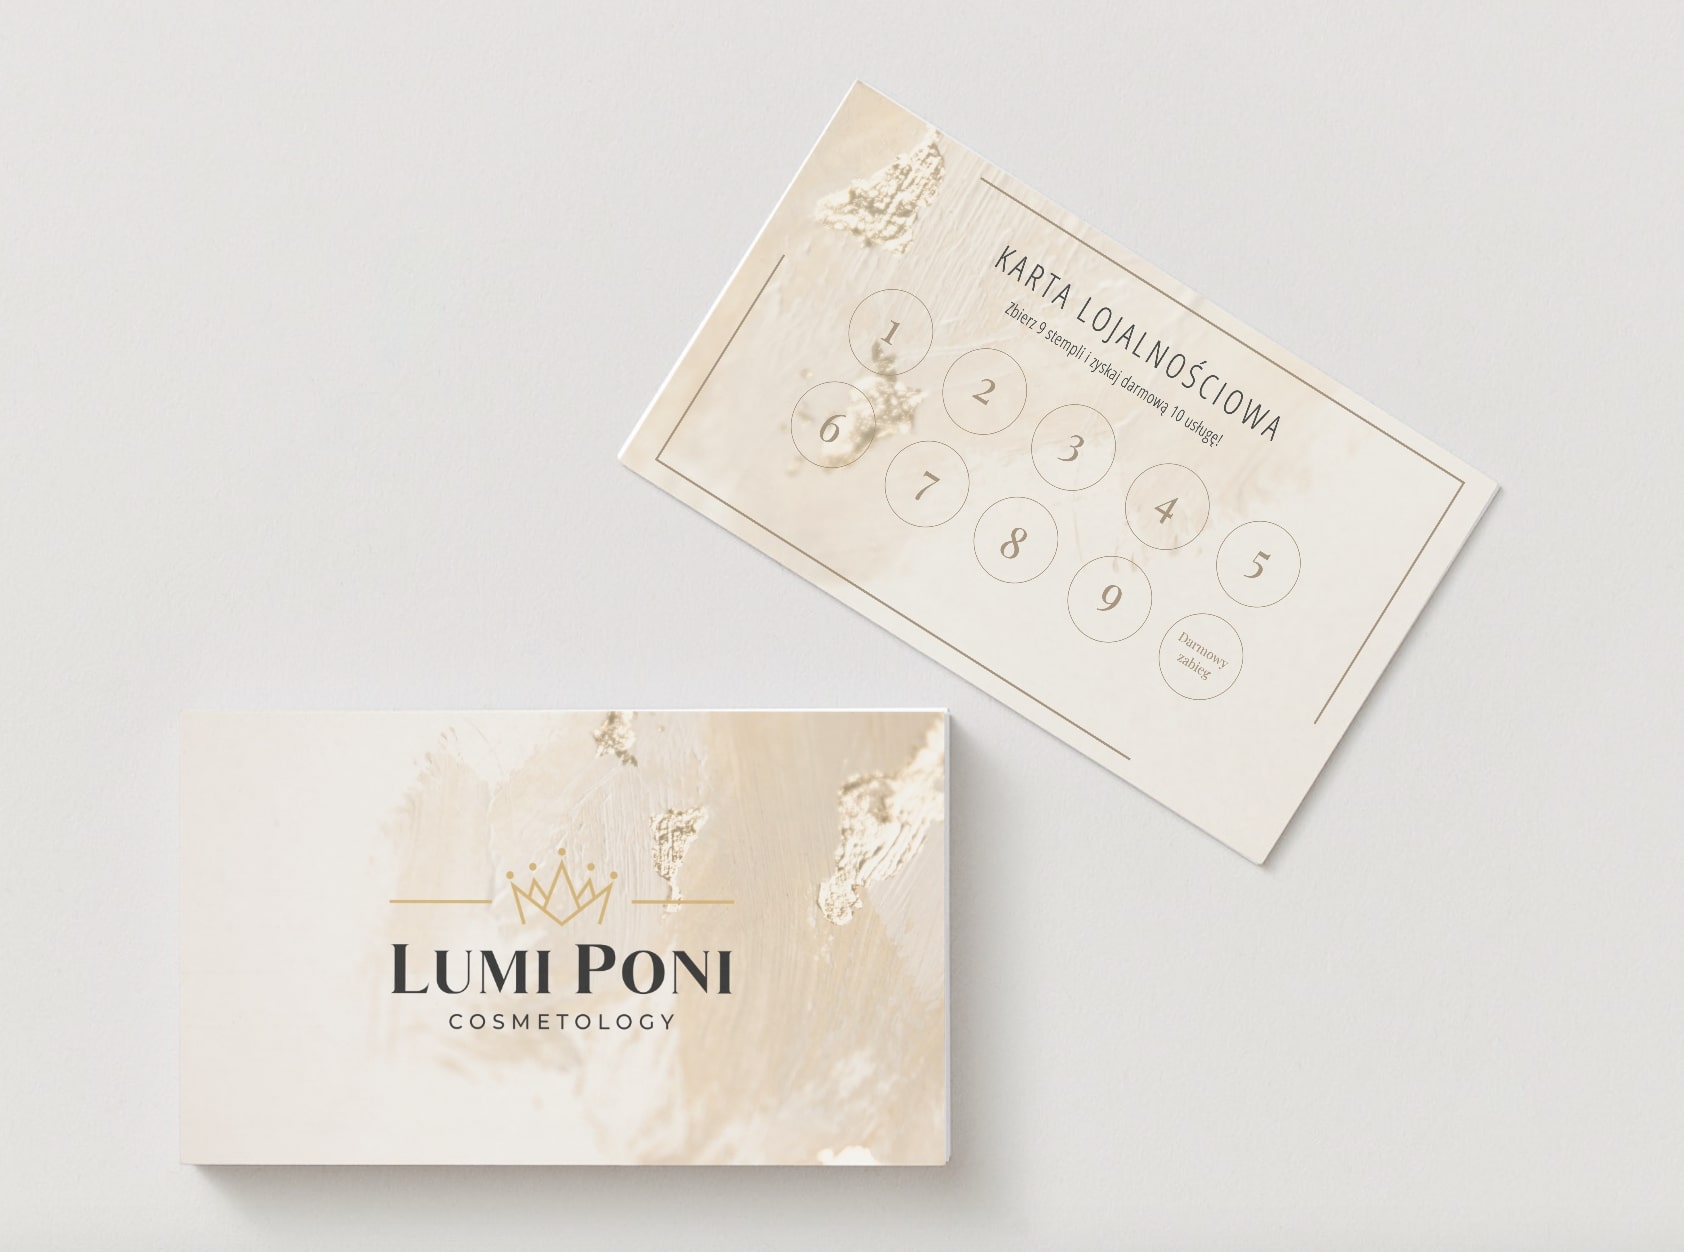 KARTA LOJALNOŚCIOWA
Zbierz 9 stempli i zyskaj darmową 10 usługę!
1
2
3
4
5
6
7
8
9
Darmowy
zabieg
LUMI PONI
COSMETOLOGY